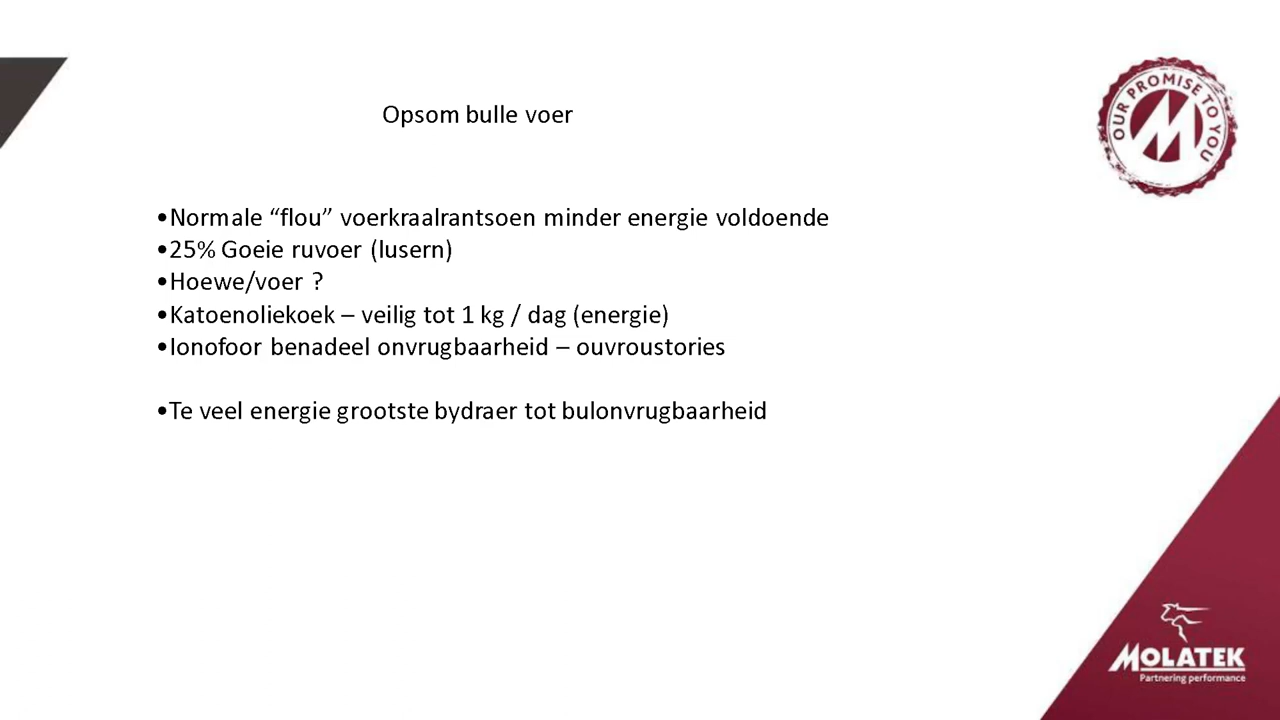 Opsom bulle voer
OUR PROMISE TO YOU
•Normale “flou” voerkraalrantsoen minder energie voldoende
•25% Goeie ruvoer (lusern)
•Hoewe/voer ?
•Katoenoliekoek – veilig tot 1 kg / dag (energie)
•Ionofoor benadeel onvrugbaarheid – ouvroustories
•Te veel energie grootste bydraer tot bulonvrugbaarheid
MOLATEK
Partnering performance